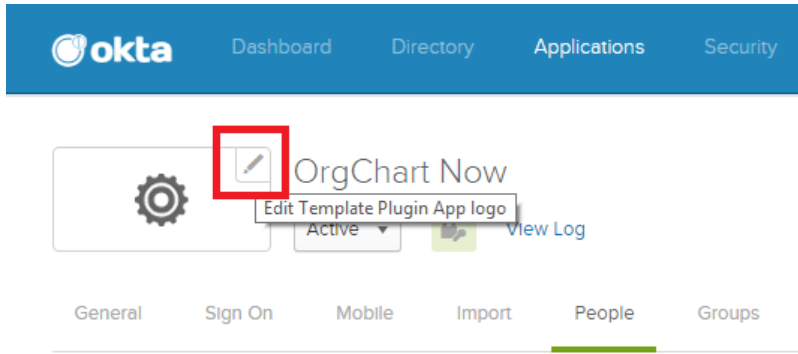 okta Dashboard Directory Applications Security
OrgChart Now
Edit Template Plugin App logo
Active View Log
General Sign On Mobile Import People Groups